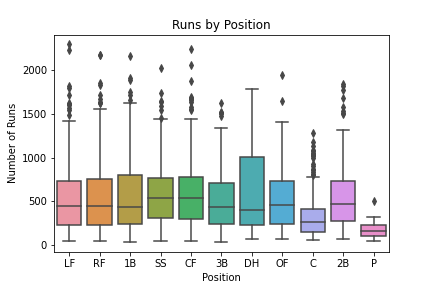 Runs by Position
Number of Runs
2000
1500
1000
500
0
LF RF 1B SS CF 3B DH OF C 2B P
Position